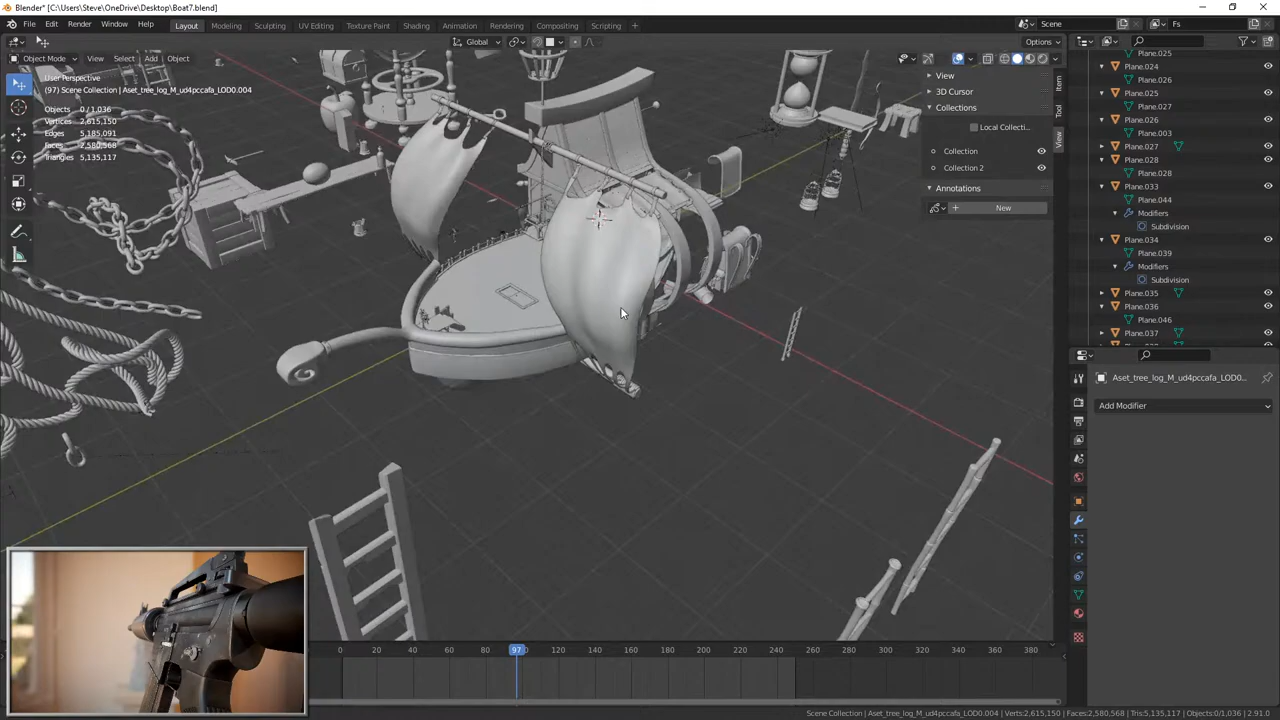 Blender* [C:\Users\Steve\OneDrive\Desktop\Boat7.blend]
File Edit Render Window Help Layout Modeling Sculpting UV Editing Texture Paint Shading Animation Rendering Compositing Scripting + Scene Fs
Global Options
Object Mode View Select Add Object
User Perspective
(97) Scene Collection | Aset_tree_log_M_ud4pccafa_LOD0.004
Objects 0/1,036
Vertices 2,615,150
Edges 5,185,091
Faces 2,580,568
Triangles 5,135,117
View
3D Cursor
Collections
Local Collecti...
Collection
Collection 2
Annotations
+ New
Item
Tool
View
Plane.025
Plane.024
Plane.026
Plane.025
Plane.027
Plane.026
Plane.003
Plane.027
Plane.028
Plane.028
Plane.033
Plane.044
Modifiers
Subdivision
Plane.034
Plane.039
Modifiers
Subdivision
Plane.035
Plane.036
Plane.046
Plane.037
Aset_tree_log_M_ud4pccafa_LOD0...
Add Modifier
0 20 40 60 80 97 120 140 160 180 200 220 240 260 280 300 320 340 360 380
Scene Collection | Aset_tree_log_M_ud4pccafa_LOD0.004 | Verts:2,615,150 | Faces:2,580,568 | Tris:5,135,117 | Objects:0/1,036 | 2.91.0